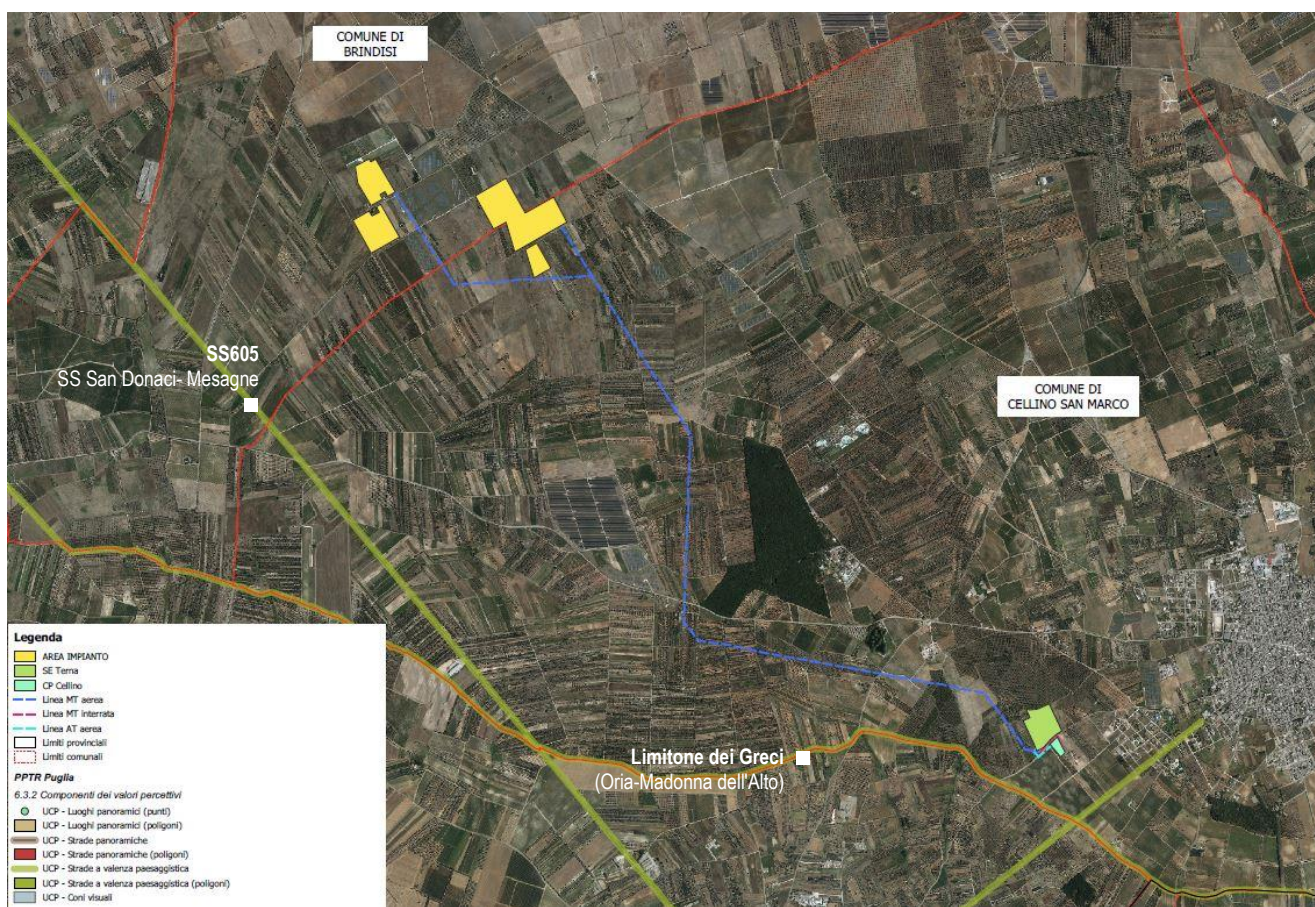 COMUNE DI
BRINDISI
SS605
SS San Donaci- Mesagne
COMUNE DI
CELLINO SAN MARCO
Limitone dei Greci
(Oria-Madonna dell'Alto)
Legenda
AREA IMPIANTO
SE Terna
CP Cellino
Linea MT aerea
Linea MT interrata
Linea AT aerea
Limiti provinciali
Limiti comunali
PPTR Puglia
6.3.2 Componenti dei valori percettivi
UCP - Luoghi panoramici (punti)
UCP - Luoghi panoramici (poligoni)
UCP - Strade panoramiche
UCP - Strade panoramiche (poligoni)
UCP - Strade a valenza paesaggistica
UCP - Strade a valenza paesaggistica (poligoni)
UCP - Coni visuali